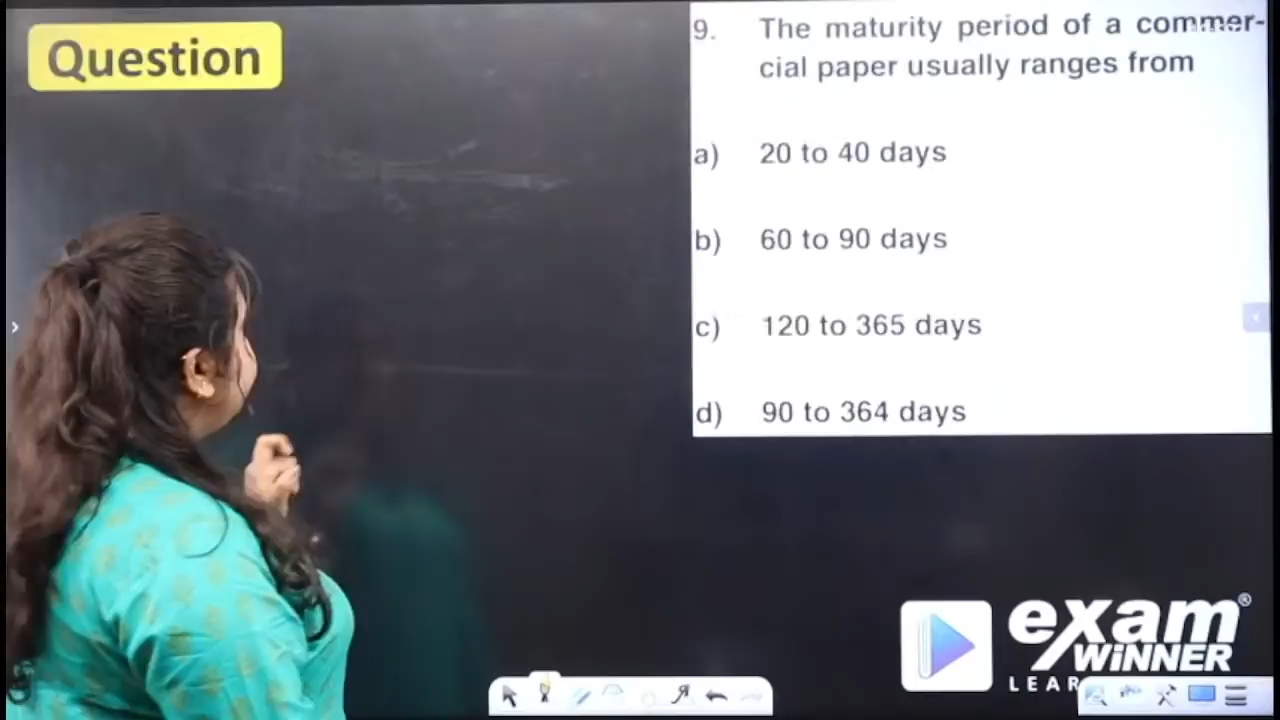 Question
9. The maturity period of a commer-
cial paper usually ranges from
a) 20 to 40 days
b) 60 to 90 days
c) 120 to 365 days
d) 90 to 364 days
exam®
WiNNER
LEAR